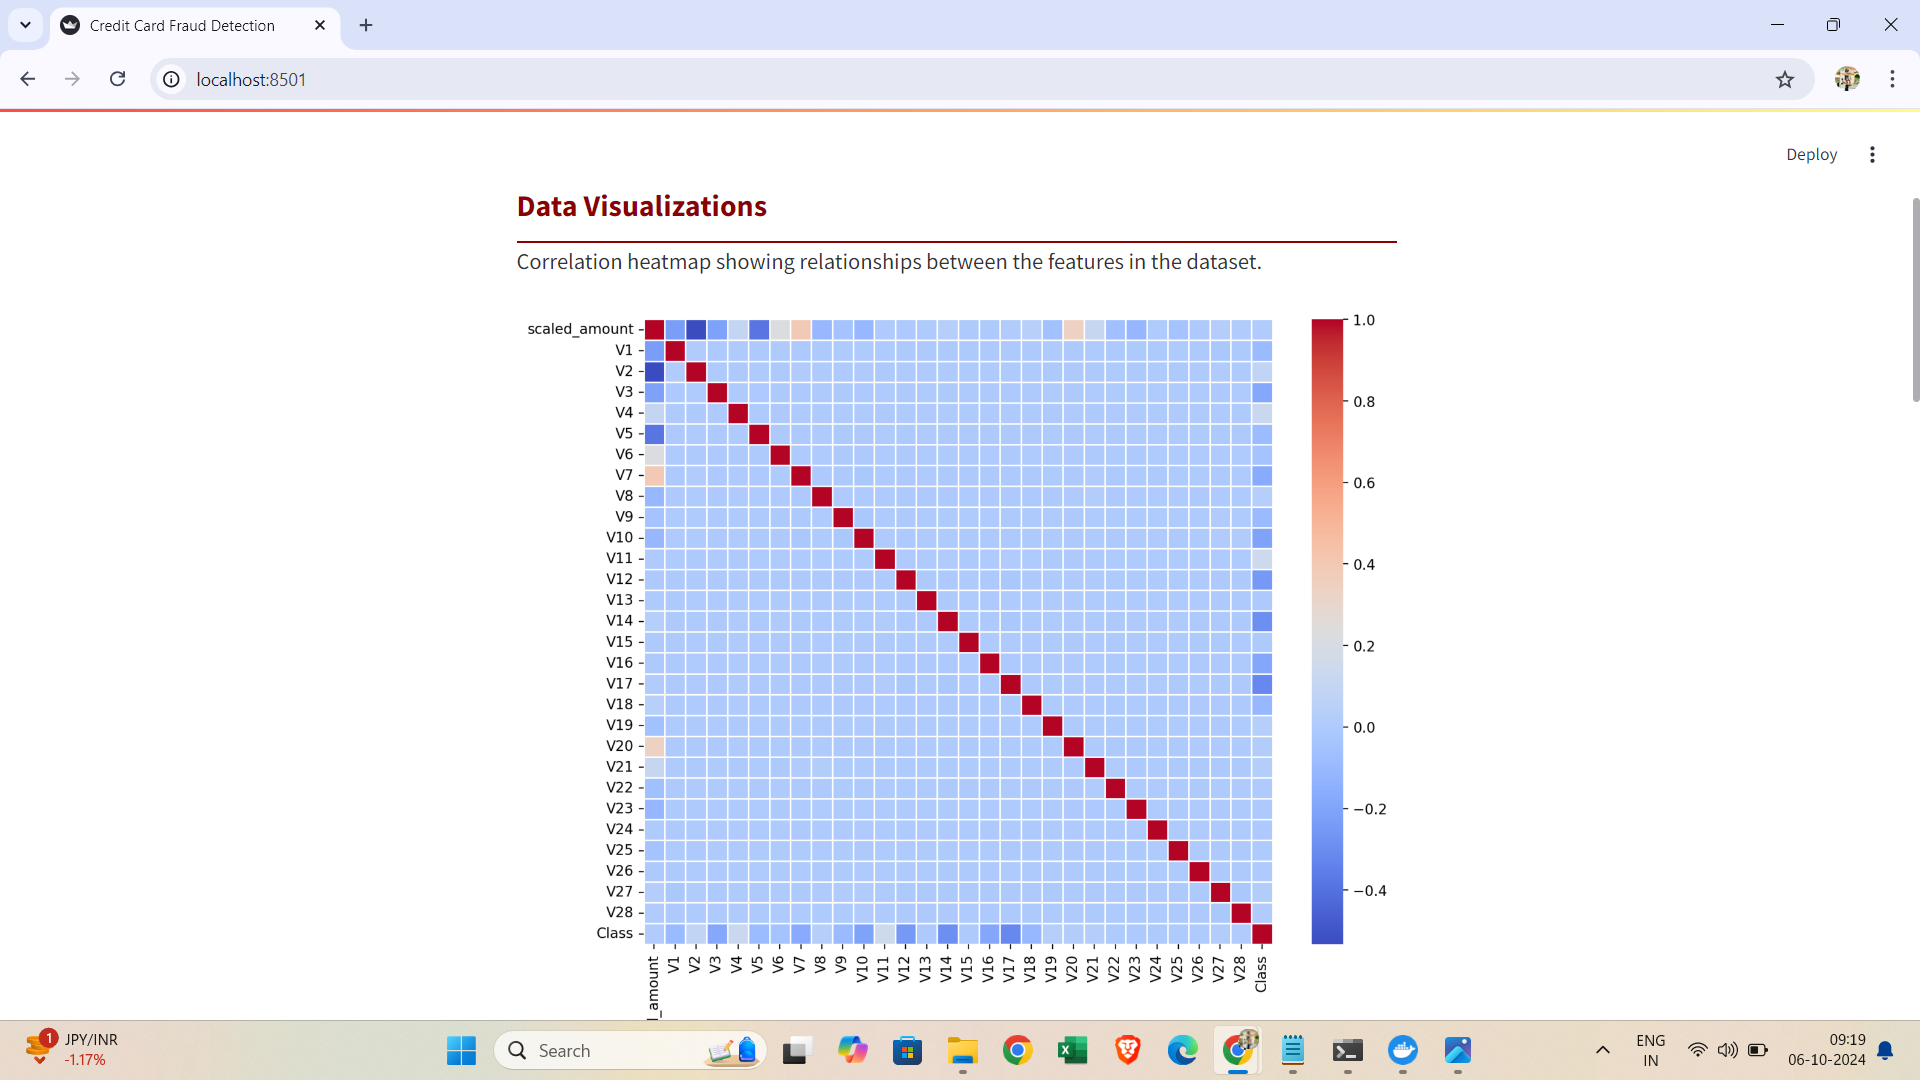 Credit Card Fraud Detection
localhost:8501
Deploy
Data Visualizations
Correlation heatmap showing relationships between the features in the dataset.
scaled_amount
V1
V2
V3
V4
V5
V6
V7
V8
V9
V10
V11
V12
V13
V14
V15
V16
V17
V18
V19
V20
V21
V22
V23
V24
V25
V26
V27
V28
Class
l_amount
V1
V2
V3
V4
V5
V6
V7
V8
V9
V10
V11
V12
V13
V14
V15
V16
V17
V18
V19
V20
V21
V22
V23
V24
V25
V26
V27
V28
Class
1.0
0.8
0.6
0.4
0.2
0.0
−0.2
−0.4
1
JPY/INR
-1.17%
Search
ENG
IN
09:19
06-10-2024